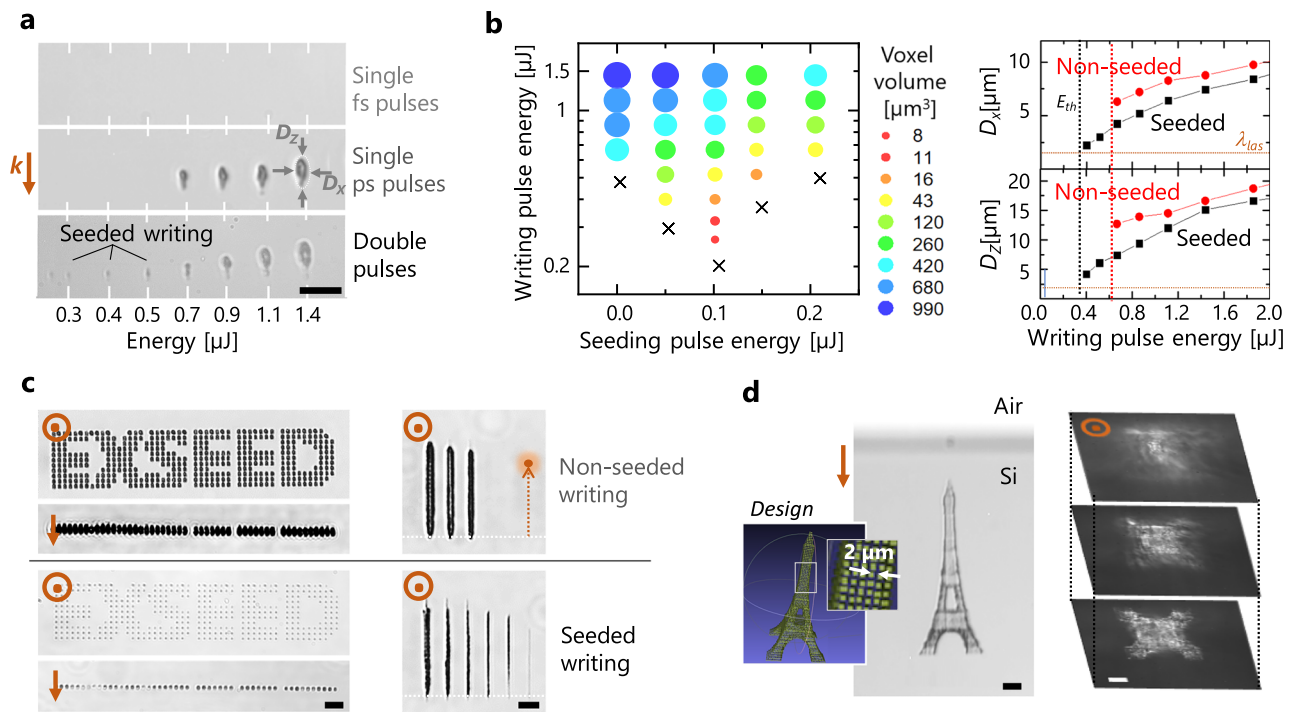 a
Single
fs pulses
k
D_z
D_x
Single
ps pulses
Seeded writing
Double
pulses
0.3 0.4 0.5 0.7 0.9 1.1 1.4
Energy [µJ]
b
Writing pulse energy [µJ]
1.5
1
0.2
0.0 0.1 0.2
Seeding pulse energy [µJ]
Voxel
volume
[µm³]
8
11
16
43
120
260
420
680
990
D_x[µm]
10
5
Non-seeded
E_th
Seeded
λ_las
D_Z[µm]
20
15
10
5
Non-seeded
Seeded
0.0 0.4 0.8 1.2 1.6 2.0
Writing pulse energy [µJ]
c
EXSEED
Non-seeded
writing
EXSEED
Seeded
writing
d
Air
Si
Design
2 µm